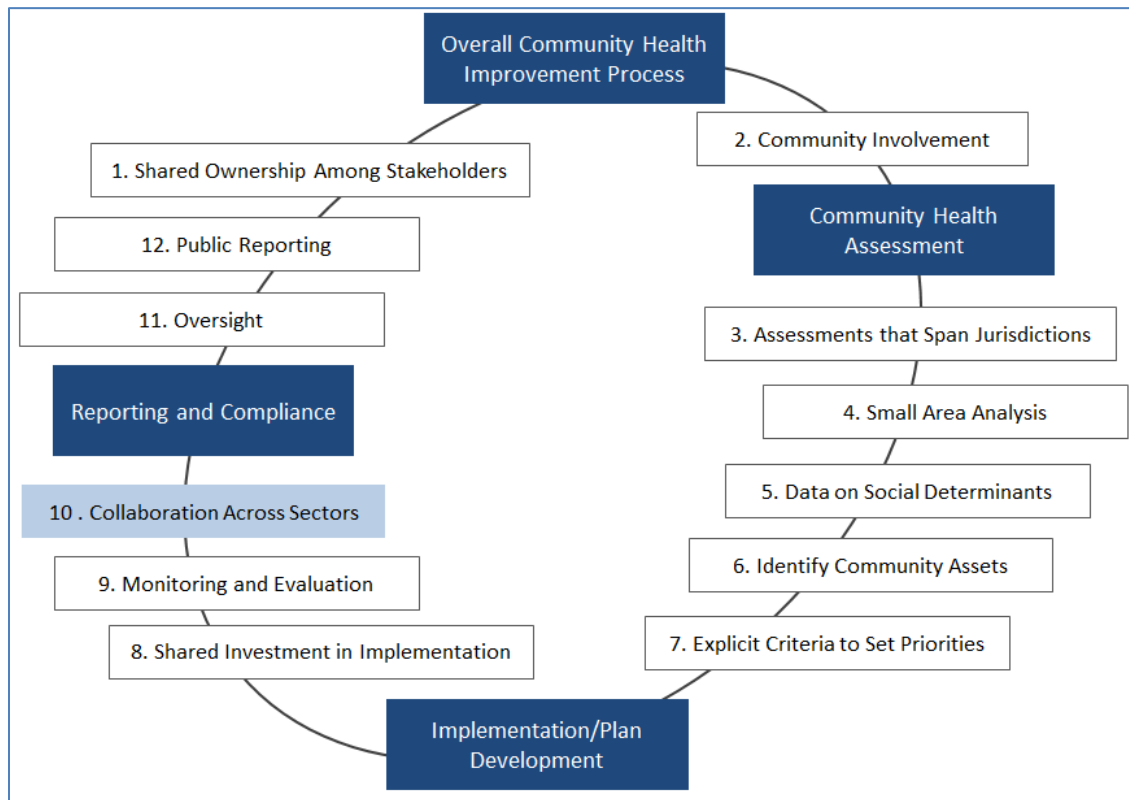 Overall Community Health
Improvement Process
2. Community Involvement
1. Shared Ownership Among Stakeholders
Community Health
Assessment
12. Public Reporting
11. Oversight
3. Assessments that Span Jurisdictions
Reporting and Compliance
4. Small Area Analysis
5. Data on Social Determinants
10 . Collaboration Across Sectors
6. Identify Community Assets
9. Monitoring and Evaluation
7. Explicit Criteria to Set Priorities
8. Shared Investment in Implementation
Implementation/Plan
Development